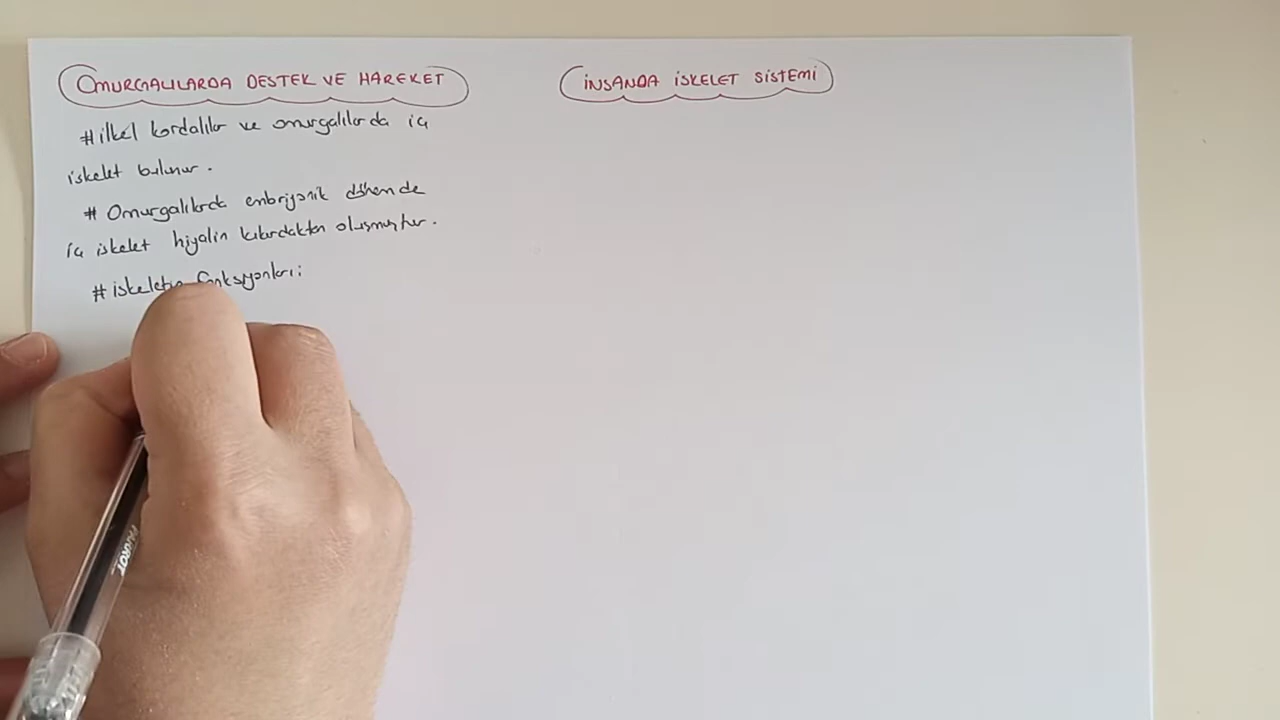 OMURGALILARDA DESTEK VE HAREKET
# ilkel kordalılar ve omurgalılarda iç
iskelet bulunur.
# Omurgalılarda embriyonik dönemde
iç iskelet hiyalin kıkırdaktan oluşmuştur.
# iskeletin fonksiyonları:
İNSANDA İSKELET SİSTEMİ